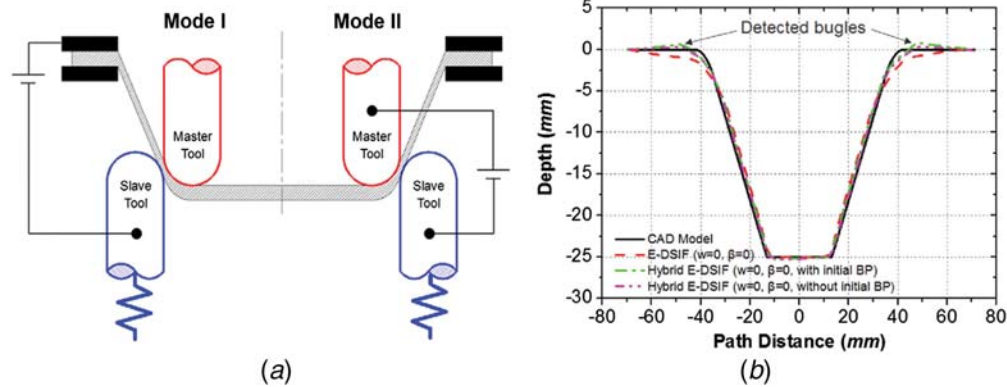 Mode I
Mode II
Master
Tool
Master
Tool
Slave
Tool
Slave
Tool
(a)
Detected bugles
Depth (mm)
5
0
-5
-10
-15
-20
-25
-30
CAD Model
E-DSIF (w=0, β=0)
Hybrid E-DSIF (w=0, β=0, with initial BP)
Hybrid E-DSIF (w=0, β=0, without initial BP)
-80 -60 -40 -20 0 20 40 60 80
Path Distance (mm)
(b)